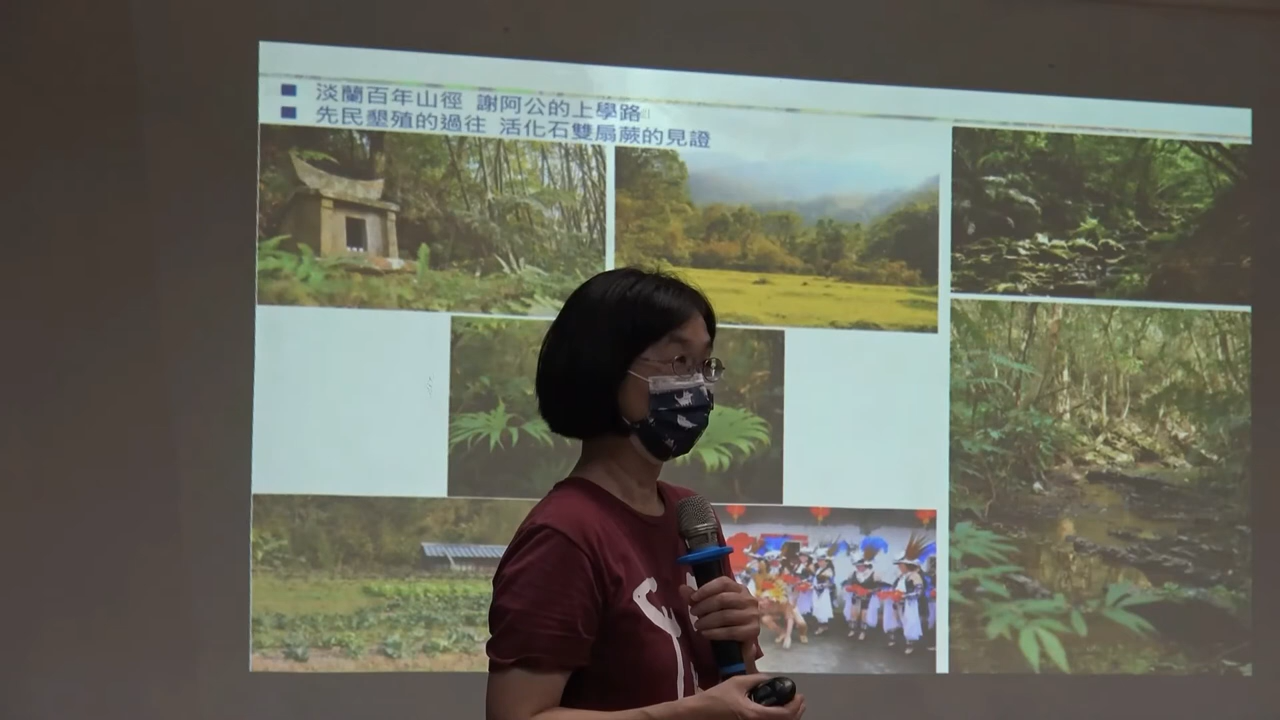 淡蘭百年山徑 謝阿公的上學路
先民墾殖的過往 活化石雙扇蕨的見證